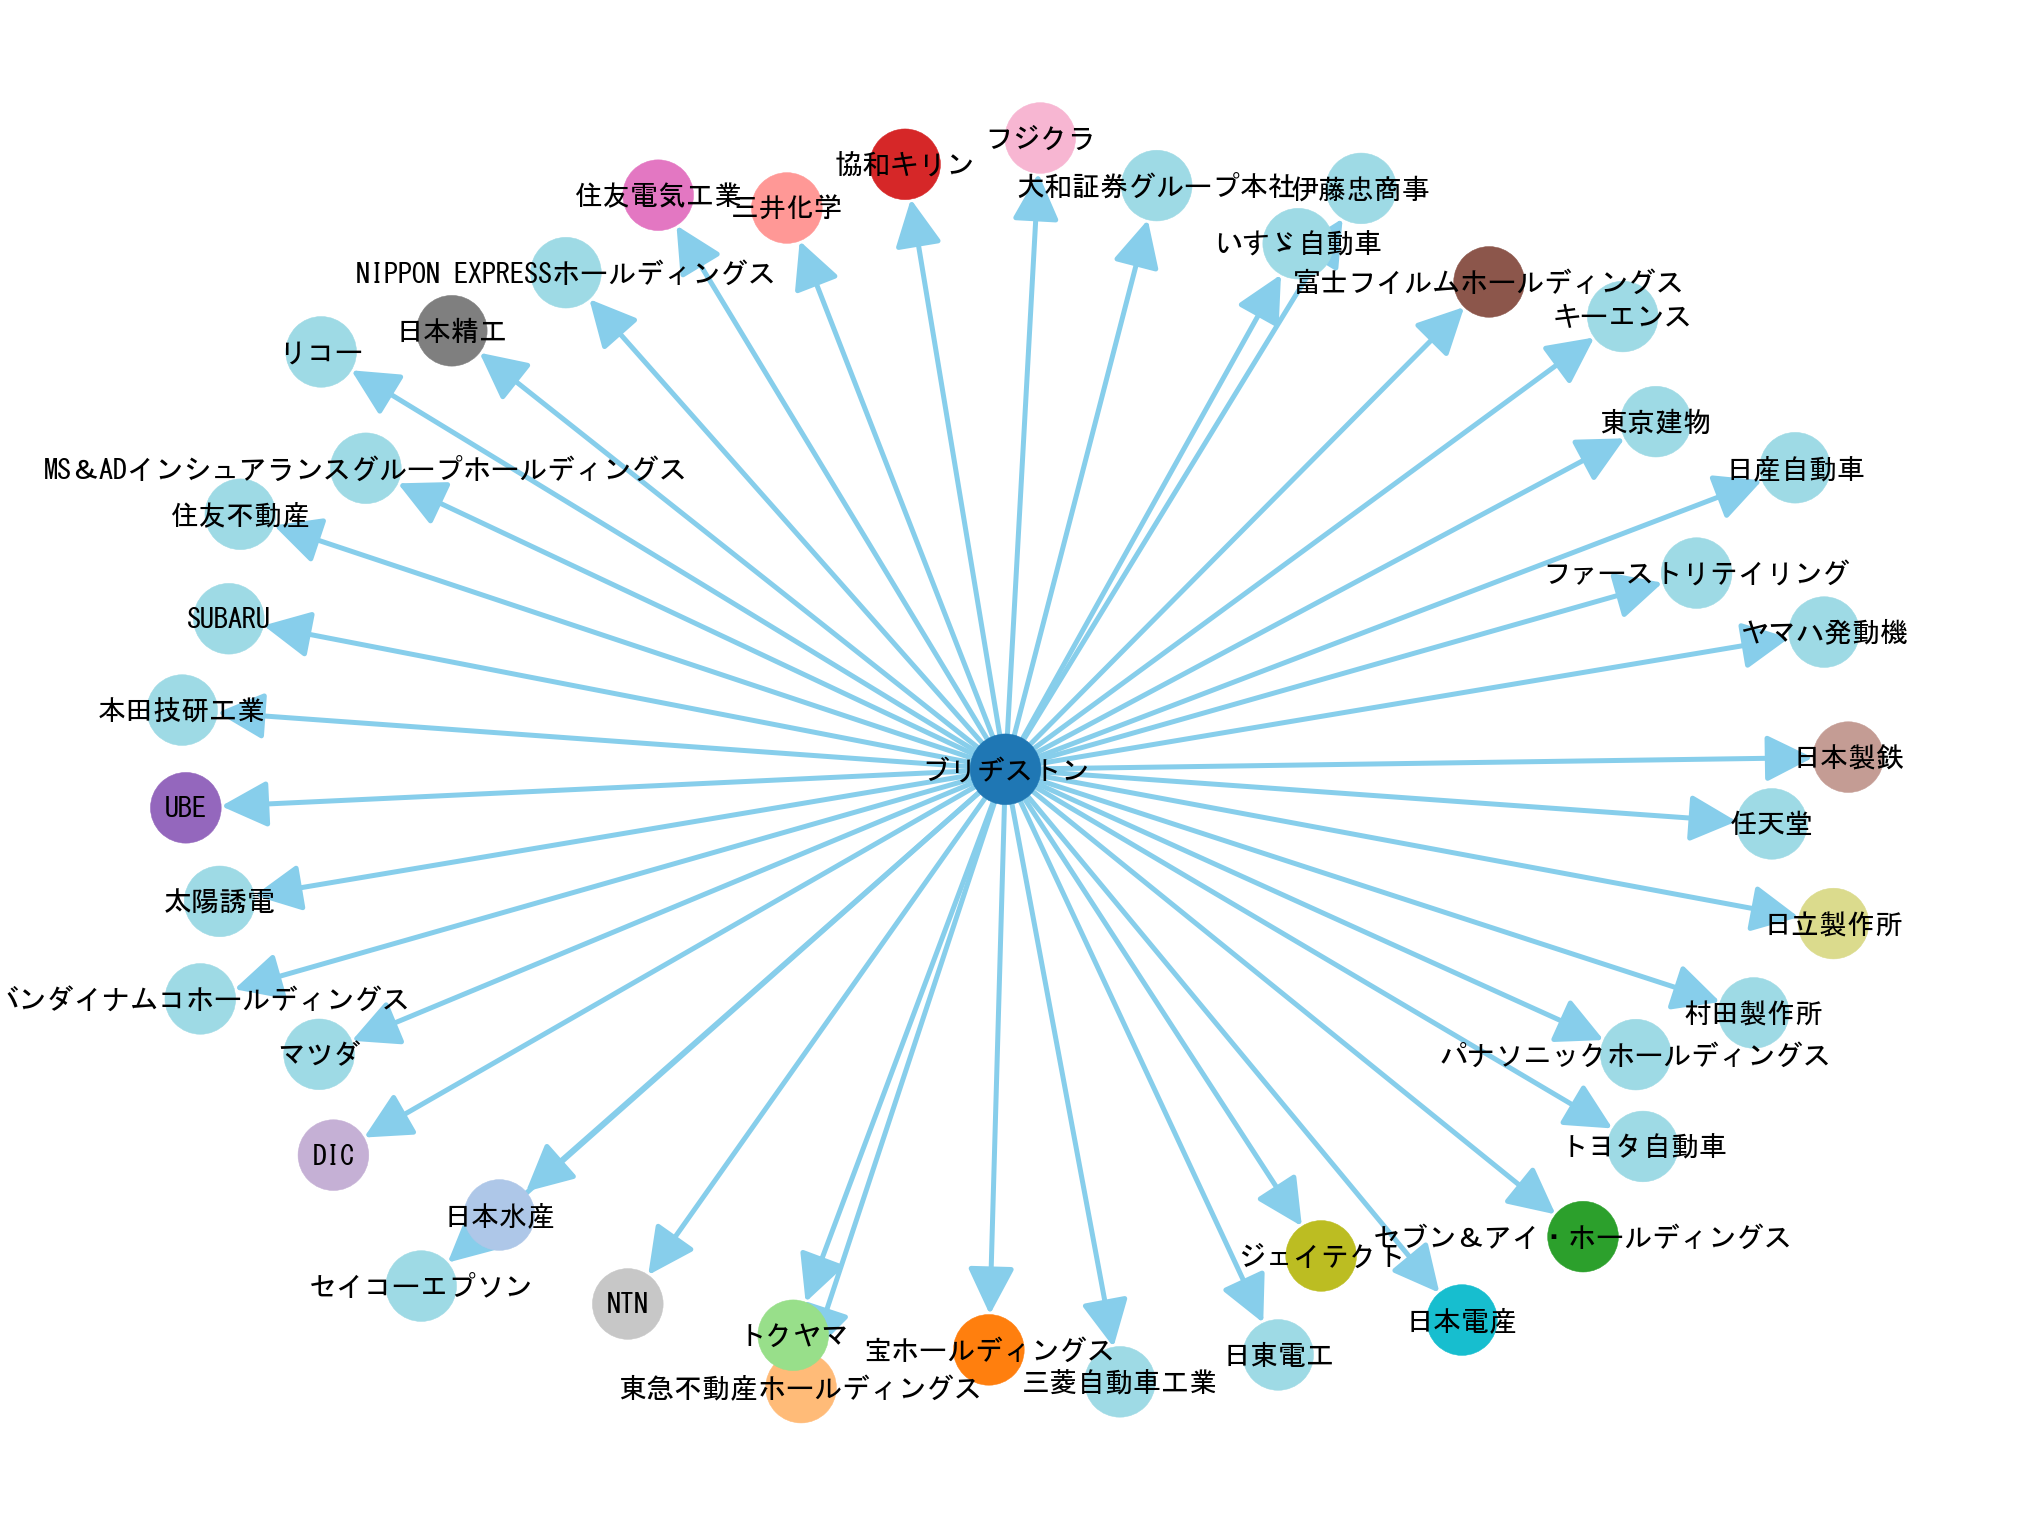 フジクラ
協和キリン
大和証券グループ本社
伊藤忠商事
住友電気工業
三井化学
いすゞ自動車
NIPPON EXPRESSホールディングス
富士フイルムホールディングス
キーエンス
日本精工
リコー
東京建物
MS＆ADインシュアランスグループホールディングス
日産自動車
住友不動産
ファーストリテイリング
SUBARU
ヤマハ発動機
本田技研工業
日本製鉄
ブリヂストン
UBE
任天堂
太陽誘電
日立製作所
バンダイナムコホールディングス
村田製作所
マツダ
パナソニックホールディングス
DIC
トヨタ自動車
日本水産
セブン＆アイ・ホールディングス
ジェイテクト
セイコーエプソン
NTN
日本電産
トクヤマ
宝ホールディングス
日東電工
東急不動産ホールディングス
三菱自動車工業